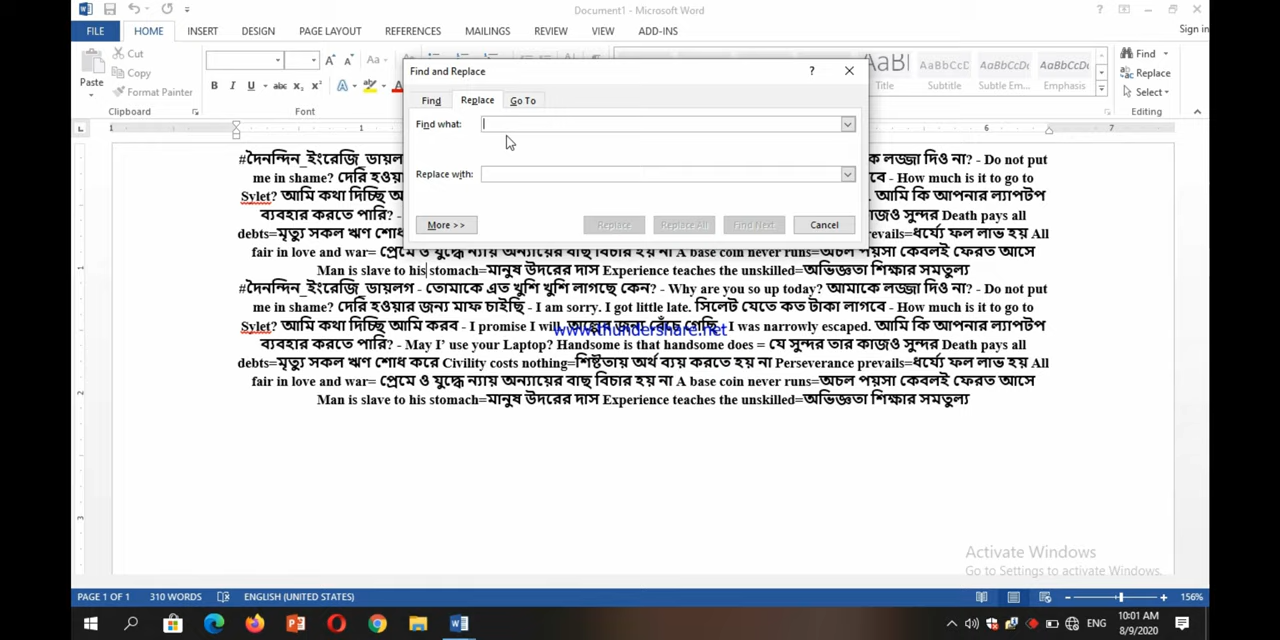 Document1 - Microsoft Word
Sign in
FILE HOME INSERT DESIGN PAGE LAYOUT REFERENCES MAILINGS REVIEW VIEW ADD-INS
Cut
Copy
Format Painter
Paste
Clipboard
Font
Title Subtitle Subtle Em... Emphasis
Find
Replace
Select
Editing
Find and Replace
Find Replace Go To
Find what:
Replace with:
More >> Replace Replace All Find Next Cancel
#দৈনন্দিন_ইংরেজি_ডায়ল কে লজ্জা দিও না? - Do not put
me in shame? দেরি হওয়া গবে - How much is it to go to
Sylet? আমি কথা দিচ্ছি আ . আমি কি আপনার ল্যাপটপ
ব্যবহার করতে পারি? - কাজও সুন্দর Death pays all
debts=মৃত্যু সকল ঋণ শোধ prevails=ধর্য্যে ফল লাভ হয় All
fair in love and war= প্রেমে ও যুদ্ধে ন্যায় অন্যায়ের বাছ্ বিচার হয় না A base coin never runs=অচল পয়সা কেবলই ফেরত আসে
Man is slave to his stomach=মানুষ উদরের দাস Experience teaches the unskilled=অভিজ্ঞতা শিক্ষার সমতুল্য
#দৈনন্দিন_ইংরেজি_ডায়লগ - তোমাকে এত খুশি খুশি লাগছে কেন? - Why are you so up today? আমাকে লজ্জা দিও না? - Do not put
me in shame? দেরি হওয়ার জন্য মাফ চাইছি - I am sorry. I got little late. সিলেট যেতে কত টাকা লাগবে - How much is it to go to
Sylet? আমি কথা দিচ্ছি আমি করব - I promise I will. অল্পের জন্য বেঁচে গেছি - I was narrowly escaped. আমি কি আপনার ল্যাপটপ
www.thundershare.net
ব্যবহার করতে পারি? - May I' use your Laptop? Handsome is that handsome does = যে সুন্দর তার কাজও সুন্দর Death pays all
debts=মৃত্যু সকল ঋণ শোধ করে Civility costs nothing=শিষ্টতায় অর্থ ব্যয় করতে হয় না Perseverance prevails=ধর্য্যে ফল লাভ হয় All
fair in love and war= প্রেমে ও যুদ্ধে ন্যায় অন্যায়ের বাছ্ বিচার হয় না A base coin never runs=অচল পয়সা কেবলই ফেরত আসে
Man is slave to his stomach=মানুষ উদরের দাস Experience teaches the unskilled=অভিজ্ঞতা শিক্ষার সমতুল্য
Activate Windows
Go to Settings to activate Windows.
PAGE 1 OF 1 310 WORDS ENGLISH (UNITED STATES) 156%
ENG 10:01 AM
8/9/2020